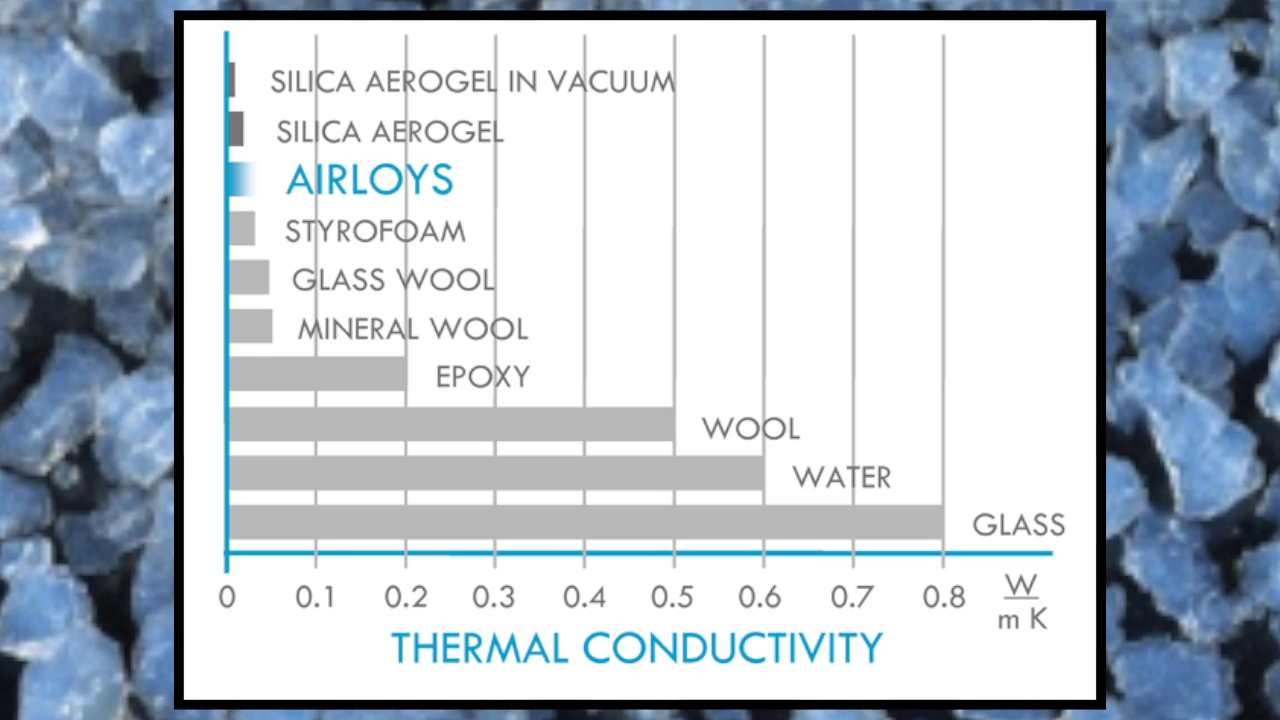 SILICA AEROGEL IN VACUUM
SILICA AEROGEL
AIRLOYS
STYROFOAM
GLASS WOOL
MINERAL WOOL
EPOXY
WOOL
WATER
GLASS
0 0.1 0.2 0.3 0.4 0.5 0.6 0.7 0.8
W
m K
THERMAL CONDUCTIVITY